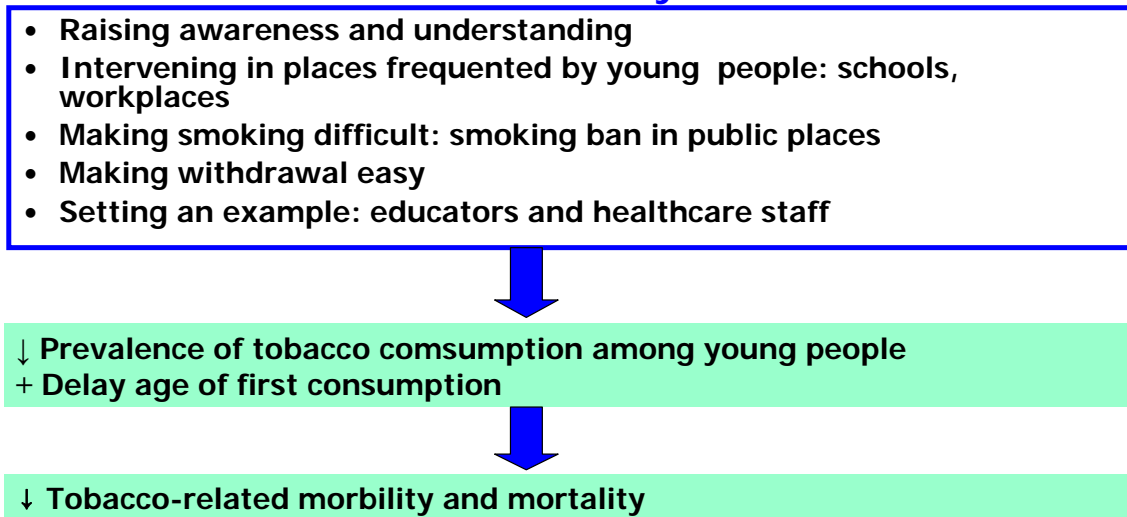 • Raising awareness and understanding
• Intervening in places frequented by young people: schools,
workplaces
• Making smoking difficult: smoking ban in public places
• Making withdrawal easy
• Setting an example: educators and healthcare staff
↓ Prevalence of tobacco comsumption among young people
+ Delay age of first consumption
↓ Tobacco-related morbility and mortality